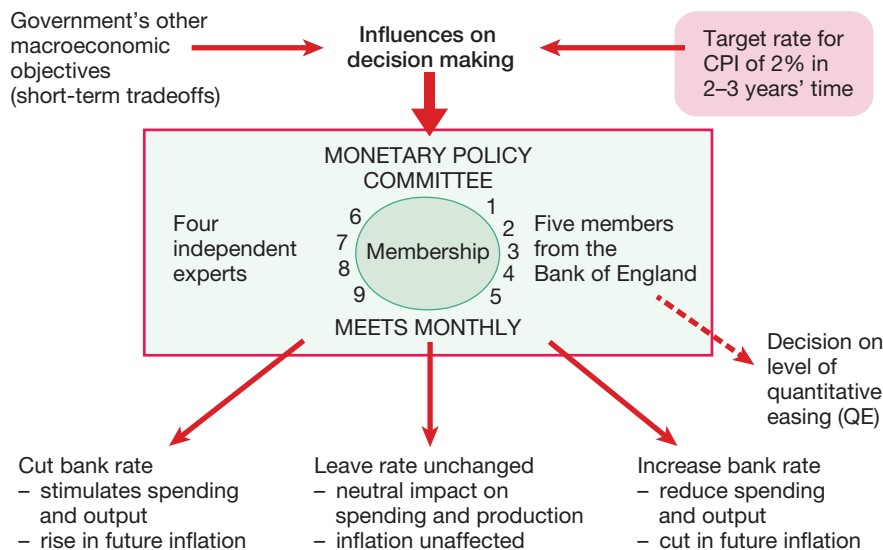 Government’s other
macroeconomic
objectives
(short-term tradeoffs)
Influences on
decision making
Target rate for
CPI of 2% in
2–3 years’ time
MONETARY POLICY
COMMITTEE
Four
independent
experts
6
7
8
9
Membership
1
2
3
4
5
Five members
from the
Bank of England
MEETS MONTHLY
Decision on
level of
quantitative
easing (QE)
Cut bank rate
– stimulates spending
and output
– rise in future inflation
Leave rate unchanged
– neutral impact on
spending and production
– inflation unaffected
Increase bank rate
– reduce spending
and output
– cut in future inflation